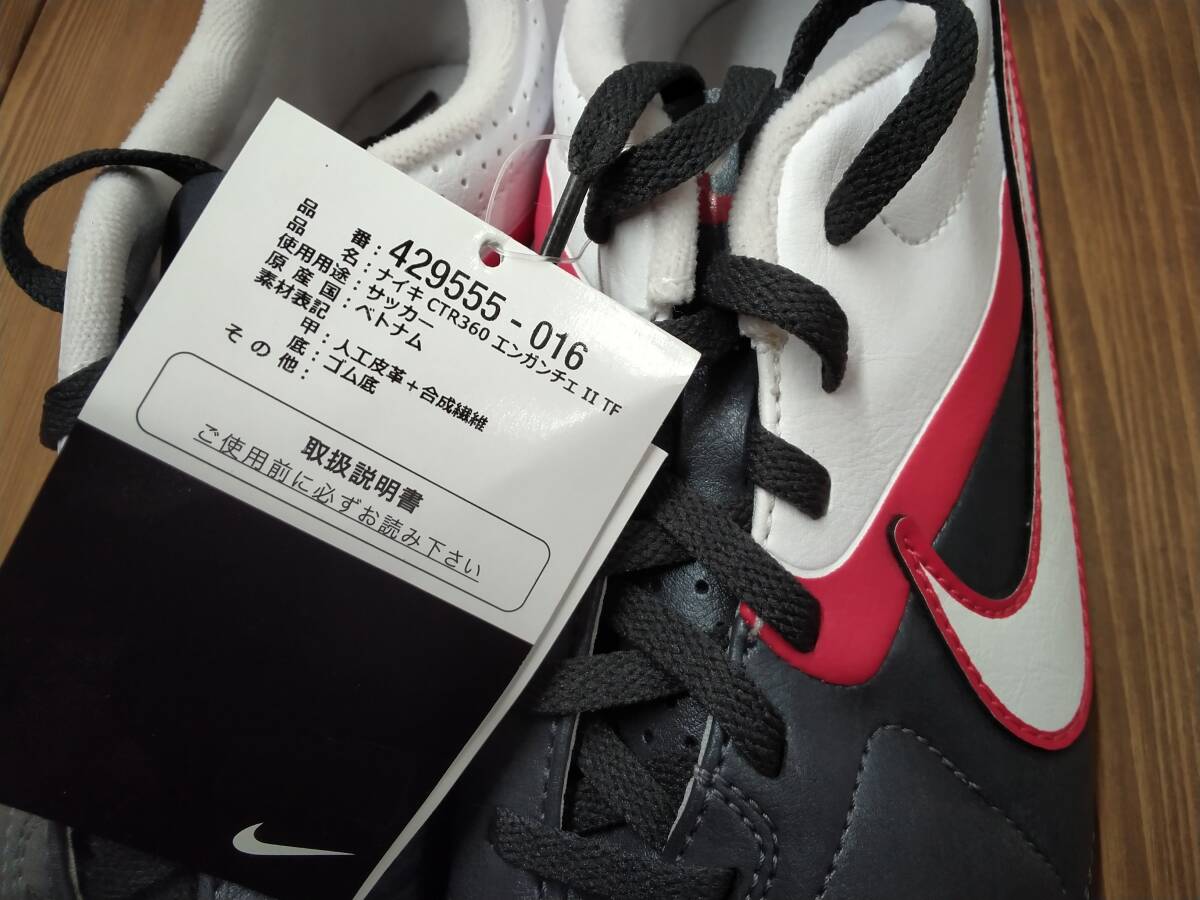 品番：429555-016
品名：ナイキ CTR360 エンガンチェ II TF
使用用途：サッカー
原産国：ベトナム
素材表記
甲：人工皮革＋合成繊維
底：ゴム底
その他：
取扱説明書
ご使用前に必ずお読み下さい